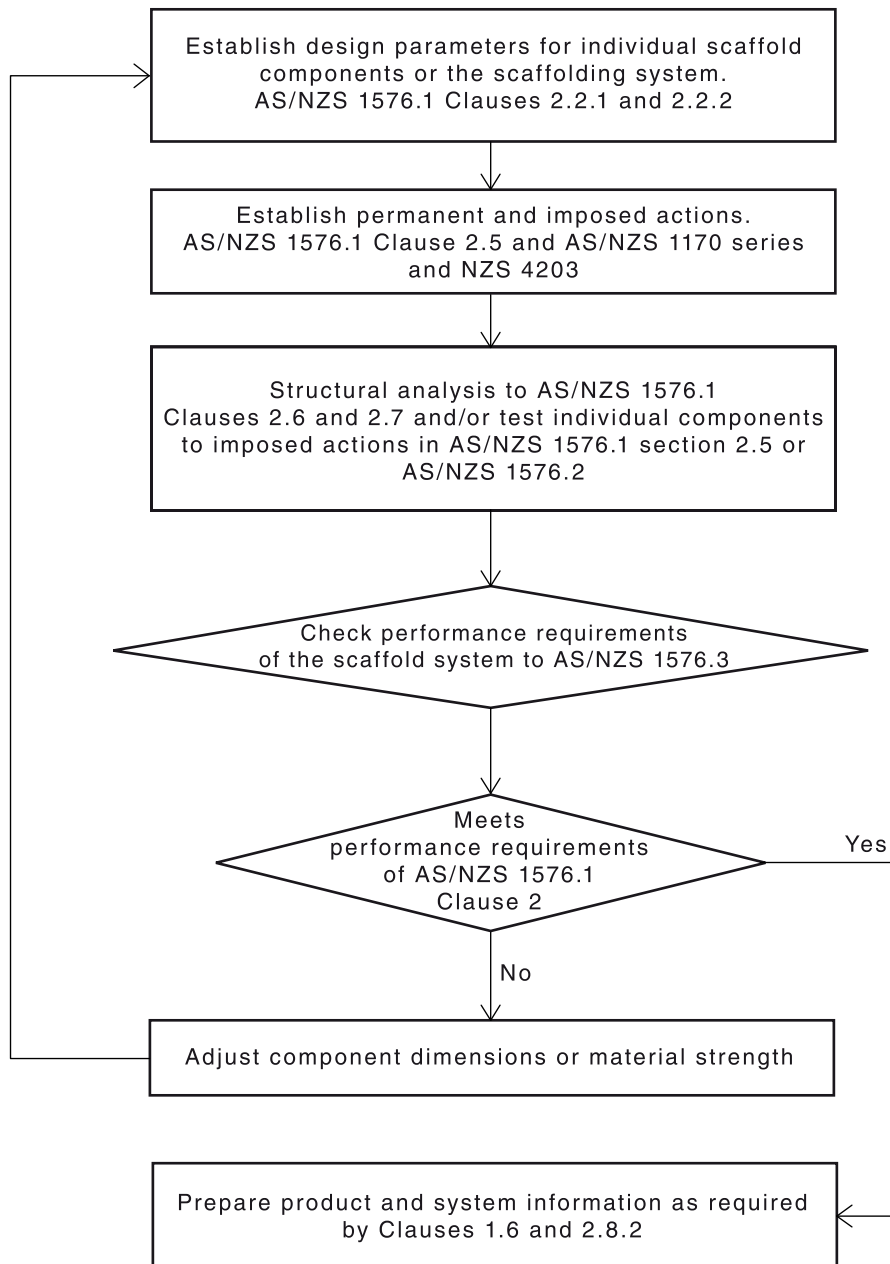 Establish design parameters for individual scaffold
components or the scaffolding system.
AS/NZS 1576.1 Clauses 2.2.1 and 2.2.2
Establish permanent and imposed actions.
AS/NZS 1576.1 Clause 2.5 and AS/NZS 1170 series
and NZS 4203
Structural analysis to AS/NZS 1576.1
Clauses 2.6 and 2.7 and/or test individual components
to imposed actions in AS/NZS 1576.1 section 2.5 or
AS/NZS 1576.2
Check performance requirements
of the scaffold system to AS/NZS 1576.3
Meets
performance requirements
of AS/NZS 1576.1
Clause 2
Yes
No
Adjust component dimensions or material strength
Prepare product and system information as required
by Clauses 1.6 and 2.8.2